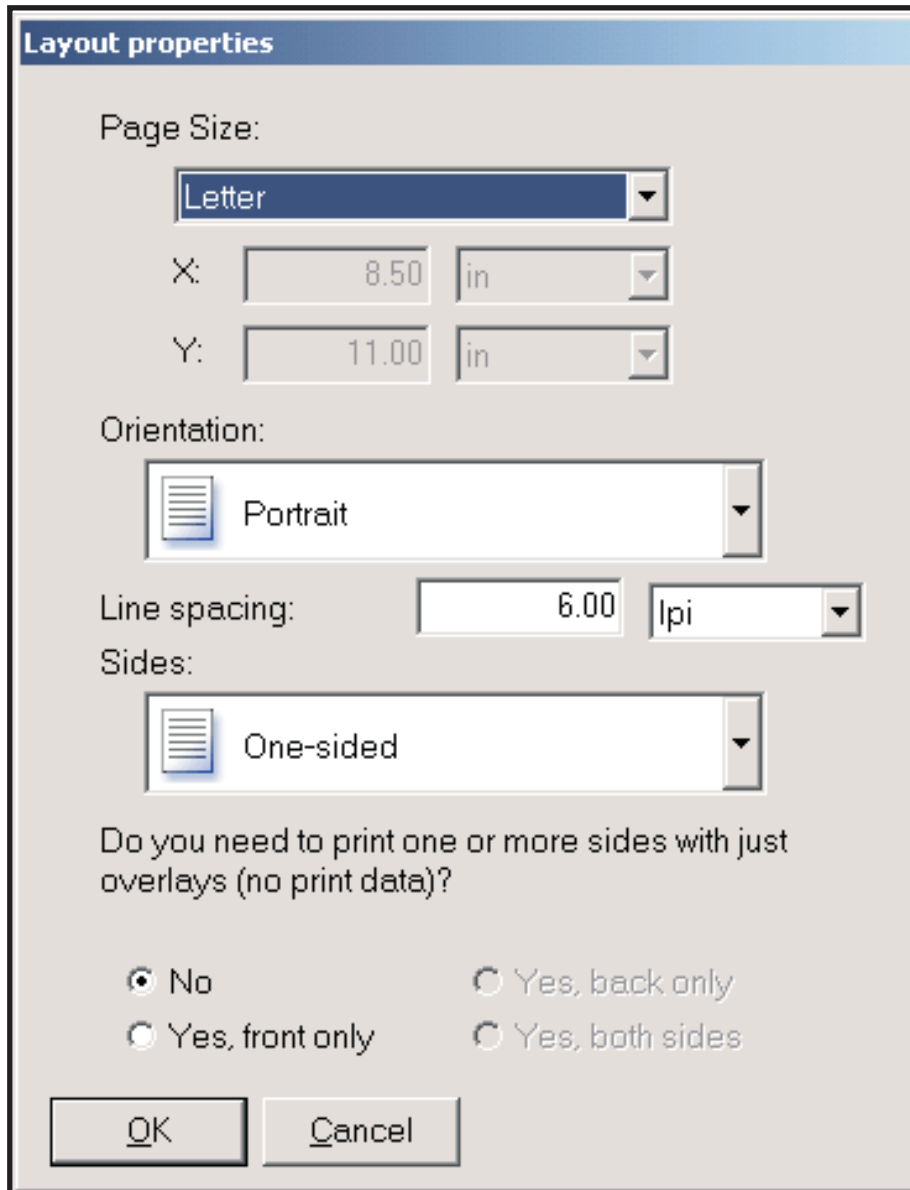 Layout properties
Page Size:
Letter
X: 8.50 in
Y: 11.00 in
Orientation:
Portrait
Line spacing: 6.00 lpi
Sides:
One-sided
Do you need to print one or more sides with just
overlays (no print data)?
No Yes, back only
Yes, front only Yes, both sides
OK Cancel